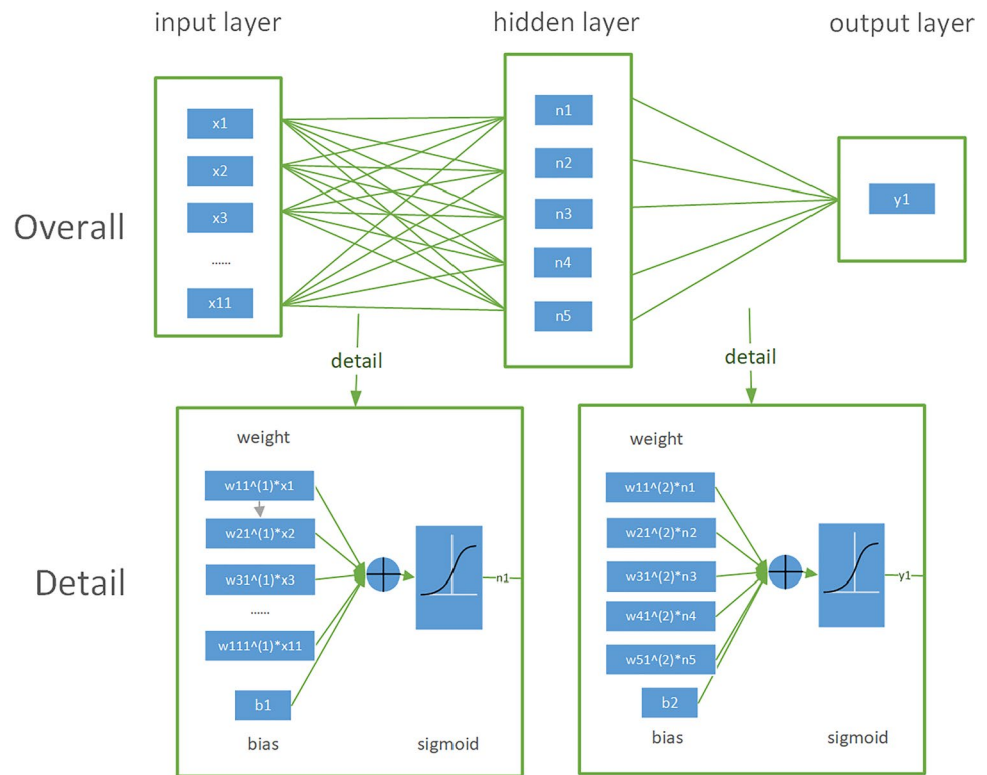 input layer
hidden layer
output layer
Overall
x1
x2
x3
......
x11
n1
n2
n3
n4
n5
y1
detail
detail
Detail
weight
w11^(1)*x1
w21^(1)*x2
w31^(1)*x3
......
w111^(1)*x11
b1
bias
sigmoid
n1
weight
w11^(2)*n1
w21^(2)*n2
w31^(2)*n3
w41^(2)*n4
w51^(2)*n5
b2
bias
sigmoid
y1